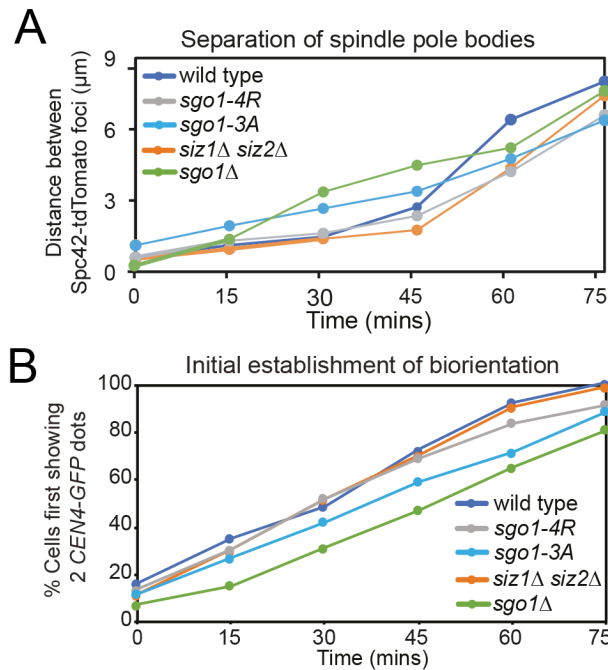 A
Separation of spindle pole bodies
Distance between
Spc42-tdTomato foci (µm)
9
6
3
0
wild type
sgo1-4R
sgo1-3A
siz1Δ siz2Δ
sgo1Δ
0 15 30 45 60 75
Time (mins)
B
Initial establishment of biorientation
% Cells first showing
2 CEN4-GFP dots
100
80
60
40
20
0
wild type
sgo1-4R
sgo1-3A
siz1Δ siz2Δ
sgo1Δ
0 15 30 45 60 75
Time (mins)